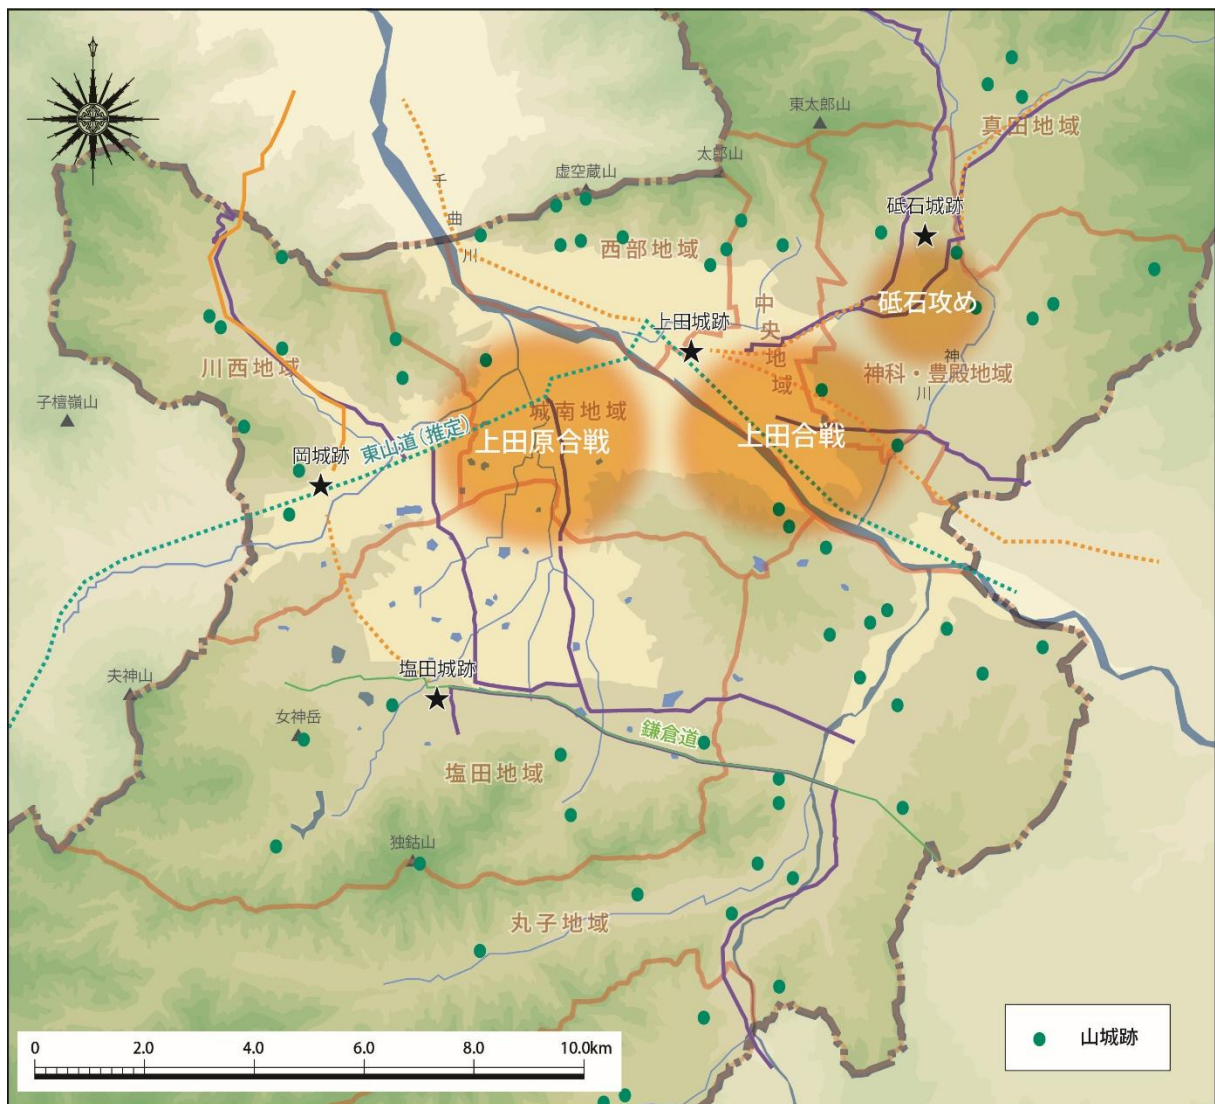 東太郎山
真田地域
太郎山
虚空蔵山
千曲川
砥石城跡
西部地域
砥石攻め
中央地域
上田城跡
川西地域
神科・豊殿地域
神川
子檀嶺山
城南地域
東山道(推定)
上田原合戦
上田合戦
岡城跡
塩田城跡
夫神山
女神岳
鎌倉道
塩田地域
独鈷山
丸子地域
0 2.0 4.0 6.0 8.0 10.0km
山城跡